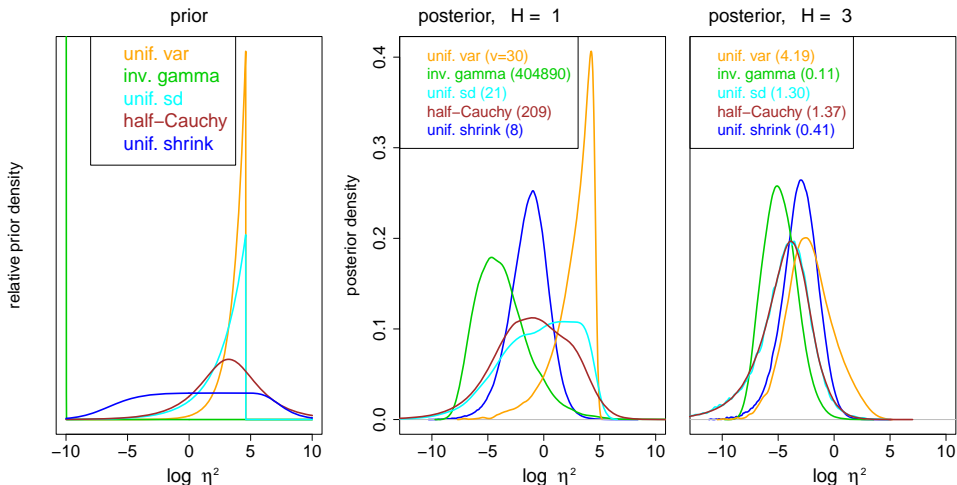 prior
unif. var
inv. gamma
unif. sd
half−Cauchy
unif. shrink
relative prior density
−10 −5 0 5 10
log η²
posterior, H = 1
unif. var (v=30)
inv. gamma (404890)
unif. sd (21)
half−Cauchy (209)
unif. shrink (8)
posterior density
0.4
0.3
0.2
0.1
0.0
−10 −5 0 5 10
log η²
posterior, H = 3
unif. var (4.19)
inv. gamma (0.11)
unif. sd (1.30)
half−Cauchy (1.37)
unif. shrink (0.41)
−10 −5 0 5 10
log η²